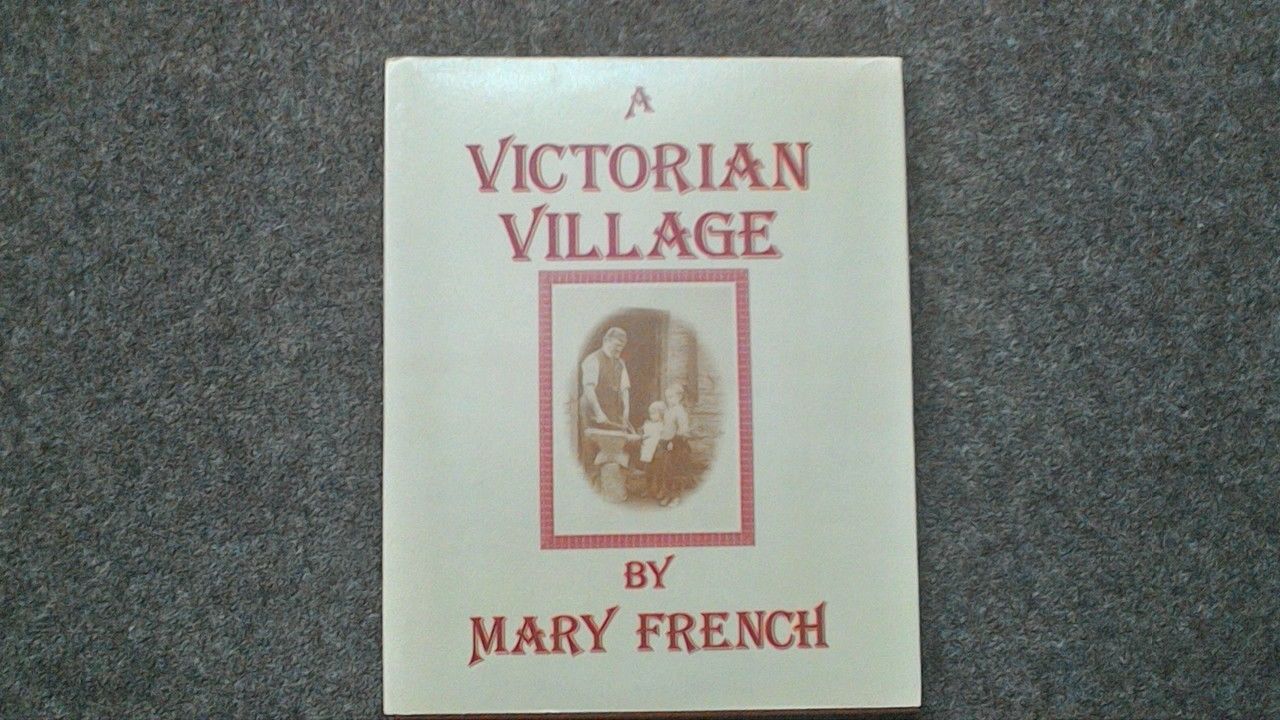 A
VICTORIAN
VILLAGE
BY
MARY FRENCH